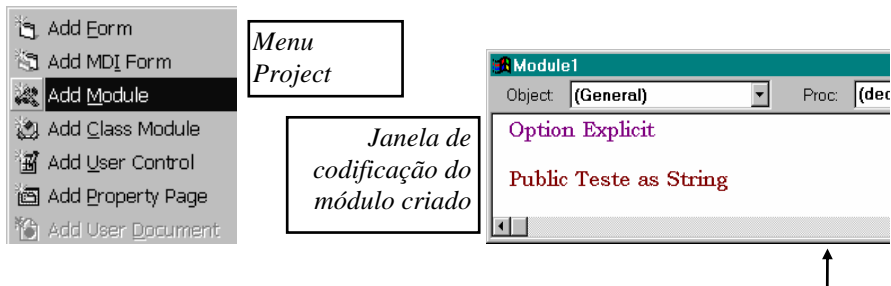 Add Form
Add MDI Form
Add Module
Add Class Module
Add User Control
Add Property Page
Add User Document
Menu
Project
Janela de
codificação do
módulo criado
Module1
Object: (General) Proc:
Option Explicit
Public Teste as String